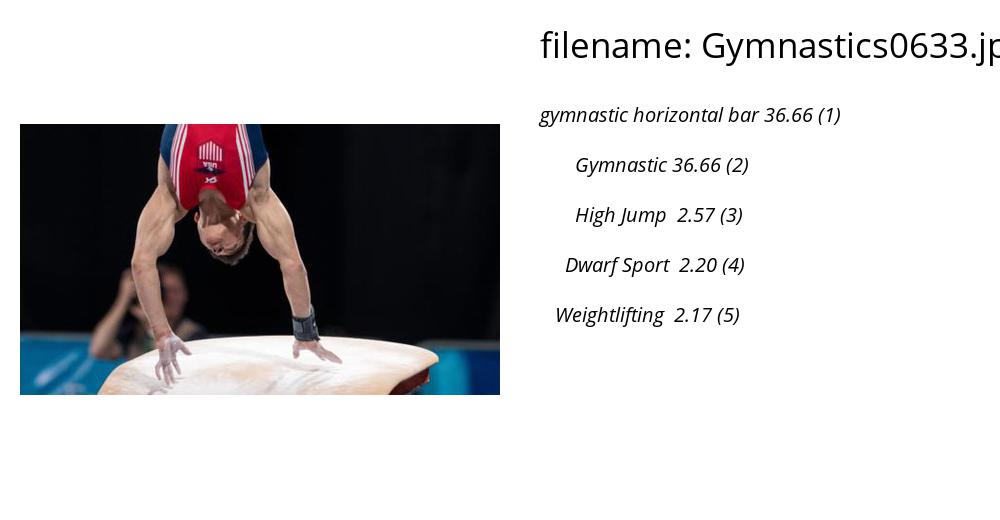 filename: Gymnastics0633.jp
gymnastic horizontal bar 36.66 (1)
Gymnastic 36.66 (2)
High Jump 2.57 (3)
Dwarf Sport 2.20 (4)
Weightlifting 2.17 (5)